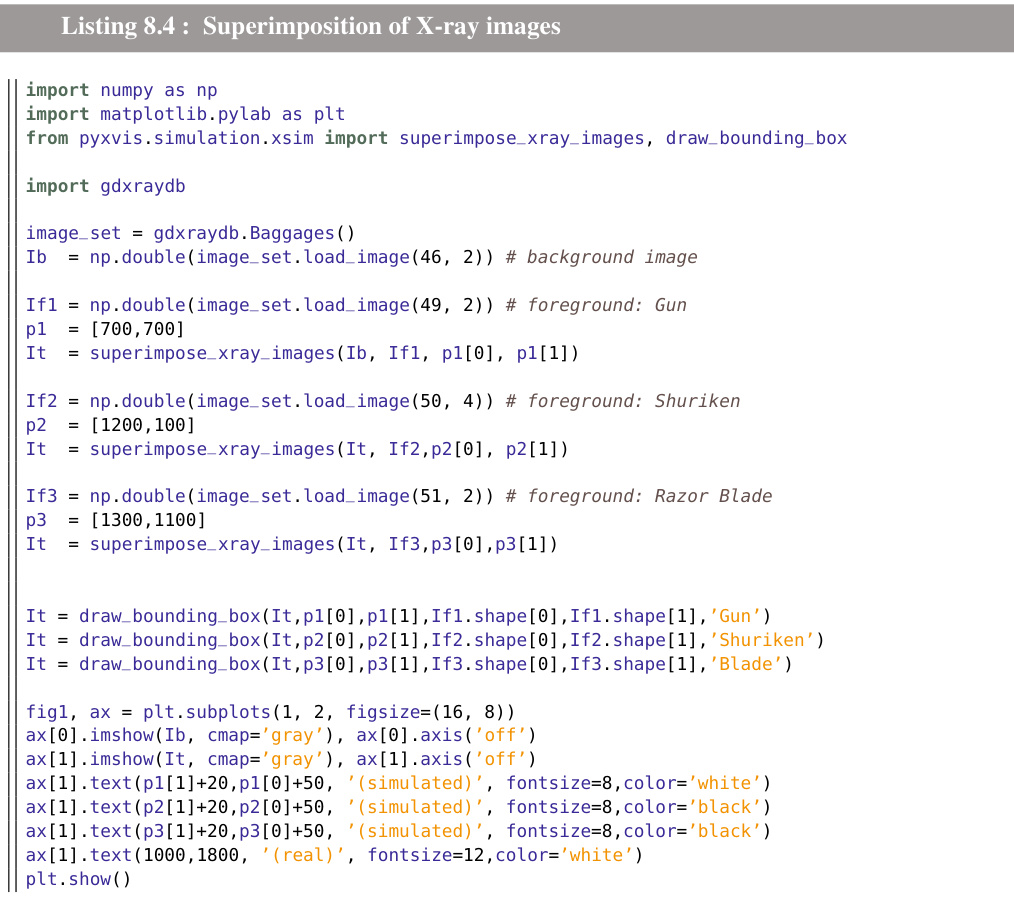 Listing 8.4 :  Superimposition of X-ray images
import numpy as np
import matplotlib.pylab as plt
from pyxvis.simulation.xsim import superimpose_xray_images, draw_bounding_box
import gdxraydb
image_set = gdxraydb.Baggages()
Ib  = np.double(image_set.load_image(46, 2)) # background image
If1 = np.double(image_set.load_image(49, 2)) # foreground: Gun
p1  = [700,700]
It  = superimpose_xray_images(Ib, If1, p1[0], p1[1])
If2 = np.double(image_set.load_image(50, 4)) # foreground: Shuriken
p2  = [1200,100]
It  = superimpose_xray_images(It, If2,p2[0], p2[1])
If3 = np.double(image_set.load_image(51, 2)) # foreground: Razor Blade
p3  = [1300,1100]
It  = superimpose_xray_images(It, If3,p3[0],p3[1])
It = draw_bounding_box(It,p1[0],p1[1],If1.shape[0],If1.shape[1],’Gun’)
It = draw_bounding_box(It,p2[0],p2[1],If2.shape[0],If2.shape[1],’Shuriken’)
It = draw_bounding_box(It,p3[0],p3[1],If3.shape[0],If3.shape[1],’Blade’)
fig1, ax = plt.subplots(1, 2, figsize=(16, 8))
ax[0].imshow(Ib, cmap=’gray’), ax[0].axis(’off’)
ax[1].imshow(It, cmap=’gray’), ax[1].axis(’off’)
ax[1].text(p1[1]+20,p1[0]+50, ’(simulated)’, fontsize=8,color=’white’)
ax[1].text(p2[1]+20,p2[0]+50, ’(simulated)’, fontsize=8,color=’black’)
ax[1].text(p3[1]+20,p3[0]+50, ’(simulated)’, fontsize=8,color=’black’)
ax[1].text(1000,1800, ’(real)’, fontsize=12,color=’white’)
plt.show()